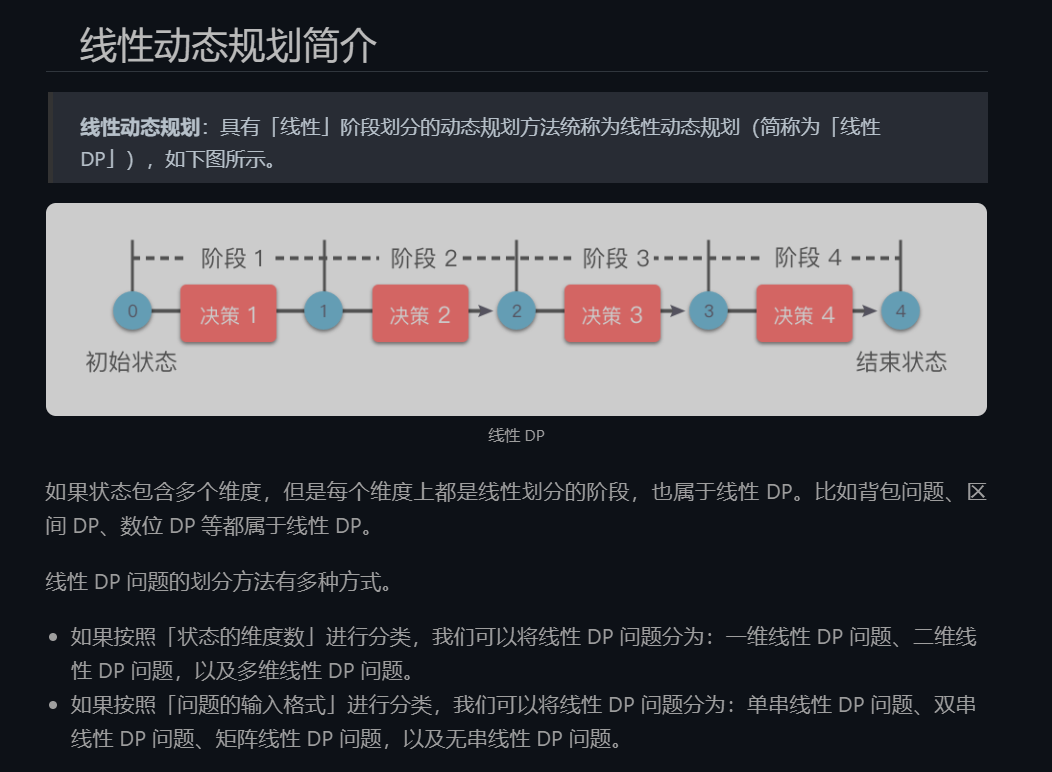 线性动态规划简介
线性动态规划：具有「线性」阶段划分的动态规划方法统称为线性动态规划（简称为「线性
DP」），如下图所示。
阶段 1 阶段 2 阶段 3 阶段 4
0 决策 1 1 决策 2 2 决策 3 3 决策 4 4
初始状态 结束状态
线性 DP
如果状态包含多个维度，但是每个维度上都是线性划分的阶段，也属于线性 DP。比如背包问题、区
间 DP、数位 DP 等都属于线性 DP。
线性 DP 问题的划分方法有多种方式。
• 如果按照「状态的维度数」进行分类，我们可以将线性 DP 问题分为：一维线性 DP 问题、二维线
性 DP 问题，以及多维线性 DP 问题。
• 如果按照「问题的输入格式」进行分类，我们可以将线性 DP 问题分为：单串线性 DP 问题、双串
线性 DP 问题、矩阵线性 DP 问题，以及无串线性 DP 问题。